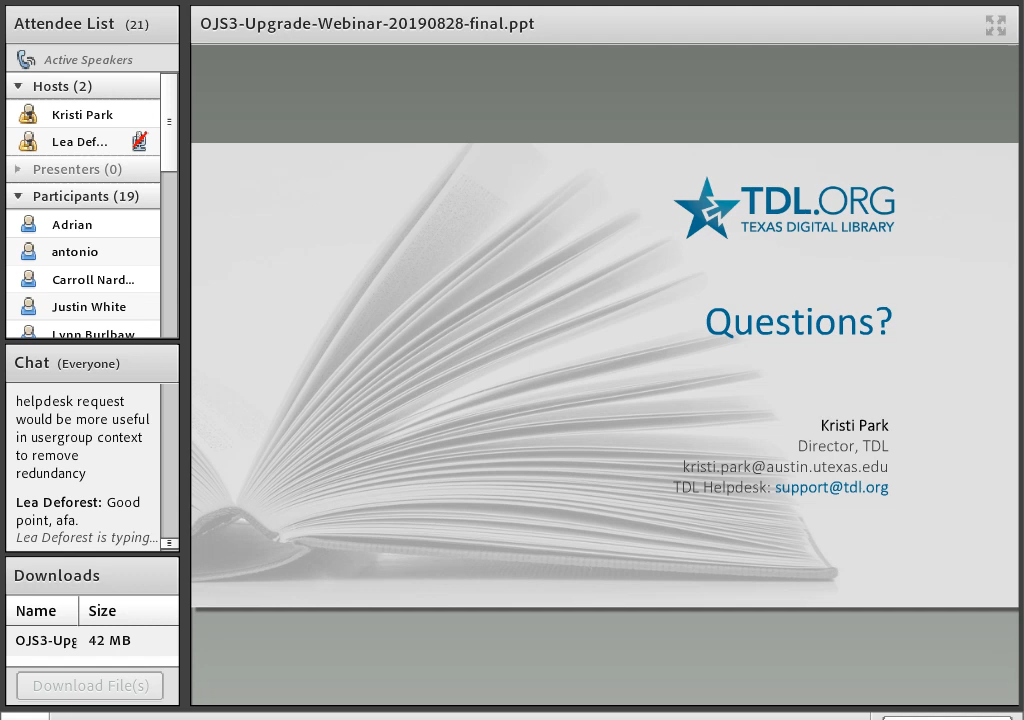 Attendee List (21)
Active Speakers
Hosts (2)
Kristi Park
Lea Def...
Presenters (0)
Participants (19)
Adrian
antonio
Carroll Nard...
Justin White
Lynn Burlbaw
Chat (Everyone)
helpdesk request
would be more useful
in usergroup context
to remove
redundancy
Lea Deforest: Good
point, afa.
Lea Deforest is typing...
Downloads
Name Size
OJS3-Upg 42 MB
Download File(s)
OJS3-Upgrade-Webinar-20190828-final.ppt
TDL.ORG
TEXAS DIGITAL LIBRARY
Questions?
Kristi Park
Director, TDL
kristi.park@austin.utexas.edu
TDL Helpdesk: support@tdl.org